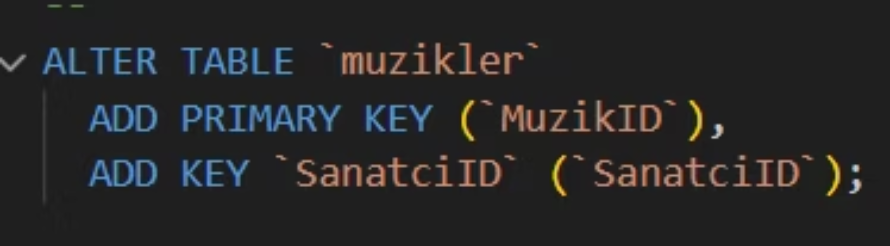 --
ALTER TABLE `muzikler`
ADD PRIMARY KEY (`MuzikID`),
ADD KEY `SanatciID` (`SanatciID`);